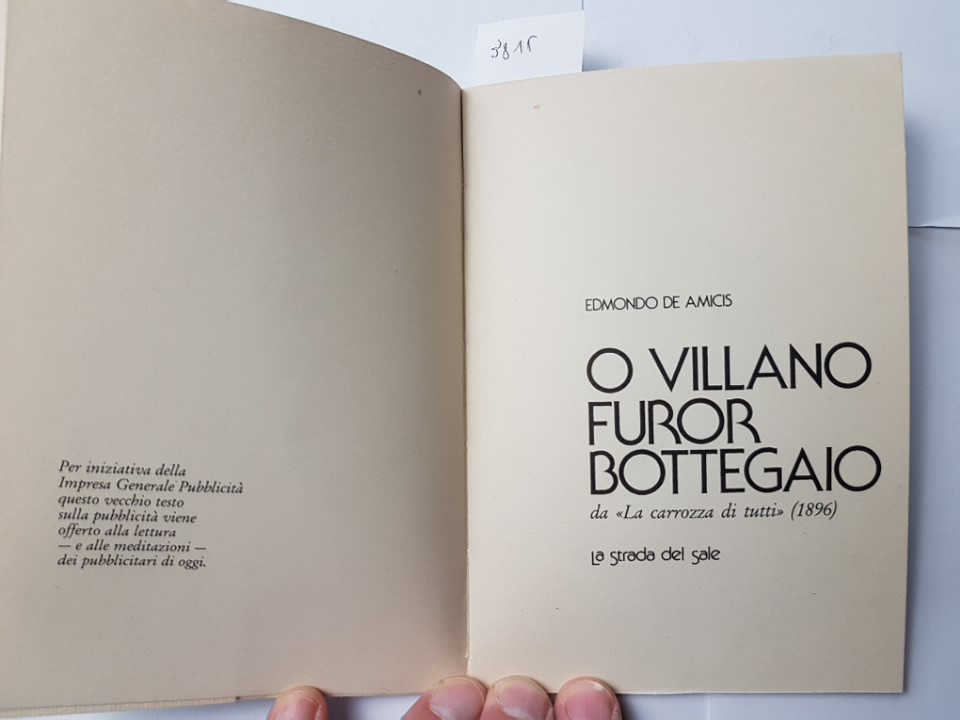 3815
Per iniziativa della
Impresa Generale Pubblicità
questo vecchio testo
sulla pubblicità viene
offerto alla lettura
— e alle meditazioni —
dei pubblicitari di oggi.
EDMONDO DE AMICIS
O VILLANO
FUROR
BOTTEGAIO
da «La carrozza di tutti» (1896)
La strada del sale